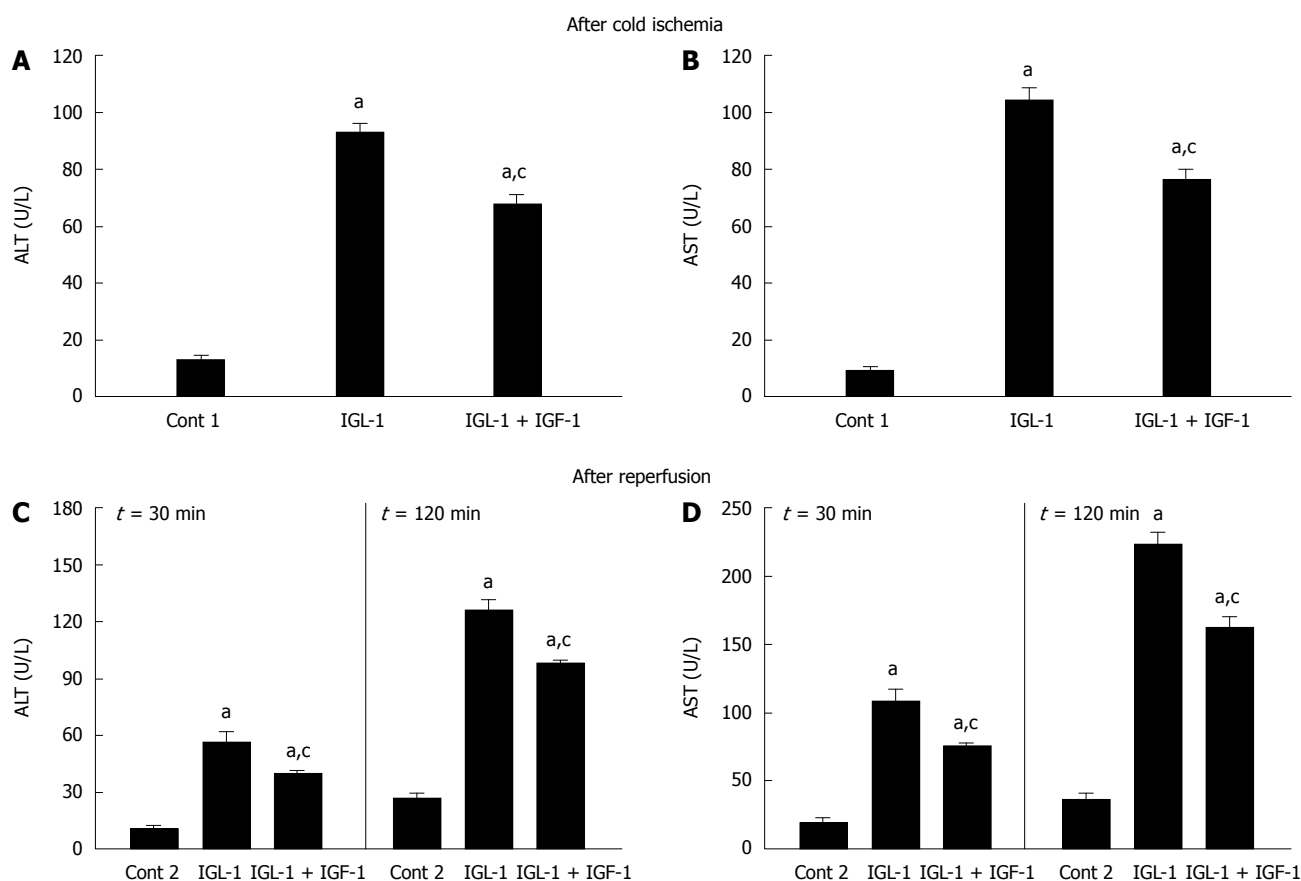 After cold ischemia
A
120
100
80
60
40
20
0
ALT (U/L)
a
a,c
Cont 1 IGL-1 IGL-1 + IGF-1
B
120
100
80
60
40
20
0
AST (U/L)
a
a,c
Cont 1 IGL-1 IGL-1 + IGF-1
After reperfusion
C
180
150
120
90
60
30
0
ALT (U/L)
t = 30 min
a
a,c
Cont 2 IGL-1 IGL-1 + IGF-1
t = 120 min
a
a,c
Cont 2 IGL-1 IGL-1 + IGF-1
D
250
200
150
100
50
0
AST (U/L)
t = 30 min
a
a,c
Cont 2 IGL-1 IGL-1 + IGF-1
t = 120 min
a
a,c
Cont 2 IGL-1 IGL-1 + IGF-1